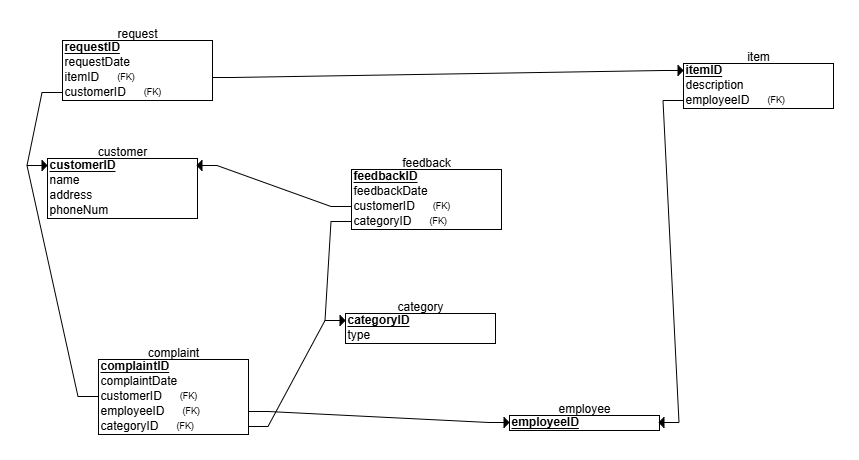 request
requestID
requestDate
itemID (FK)
customerID (FK)
item
itemID
description
employeeID (FK)
customer
customerID
name
address
phoneNum
feedback
feedbackID
feedbackDate
customerID (FK)
categoryID (FK)
category
categoryID
type
complaint
complaintID
complaintDate
customerID (FK)
employeeID (FK)
categoryID (FK)
employee
employeeID